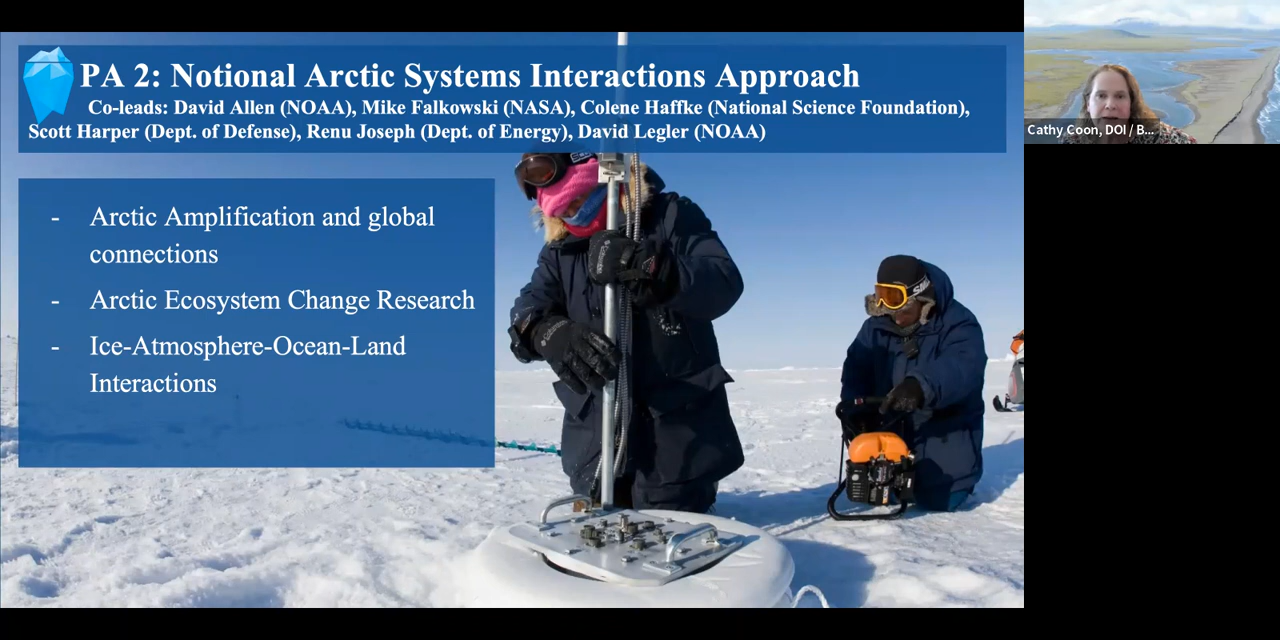 PA 2: Notional Arctic Systems Interactions Approach
Co-leads: David Allen (NOAA), Mike Falkowski (NASA), Colene Haffke (National Science Foundation),
Scott Harper (Dept. of Defense), Renu Joseph (Dept. of Energy), David Legler (NOAA)
- Arctic Amplification and global
connections
- Arctic Ecosystem Change Research
- Ice-Atmosphere-Ocean-Land
Interactions
Cathy Coon, DOI / B...